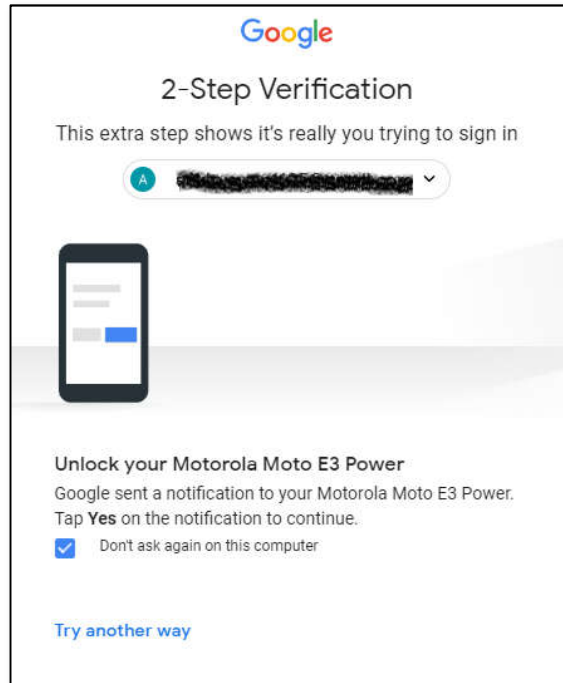 Google
2-Step Verification
This extra step shows it's really you trying to sign in
A
Unlock your Motorola Moto E3 Power
Google sent a notification to your Motorola Moto E3 Power.
Tap Yes on the notification to continue.
Don't ask again on this computer
Try another way